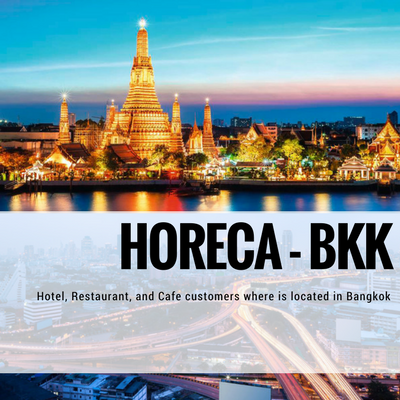 HORECA - BKK
Hotel, Restaurant, and Cafe customers where is located in Bangkok